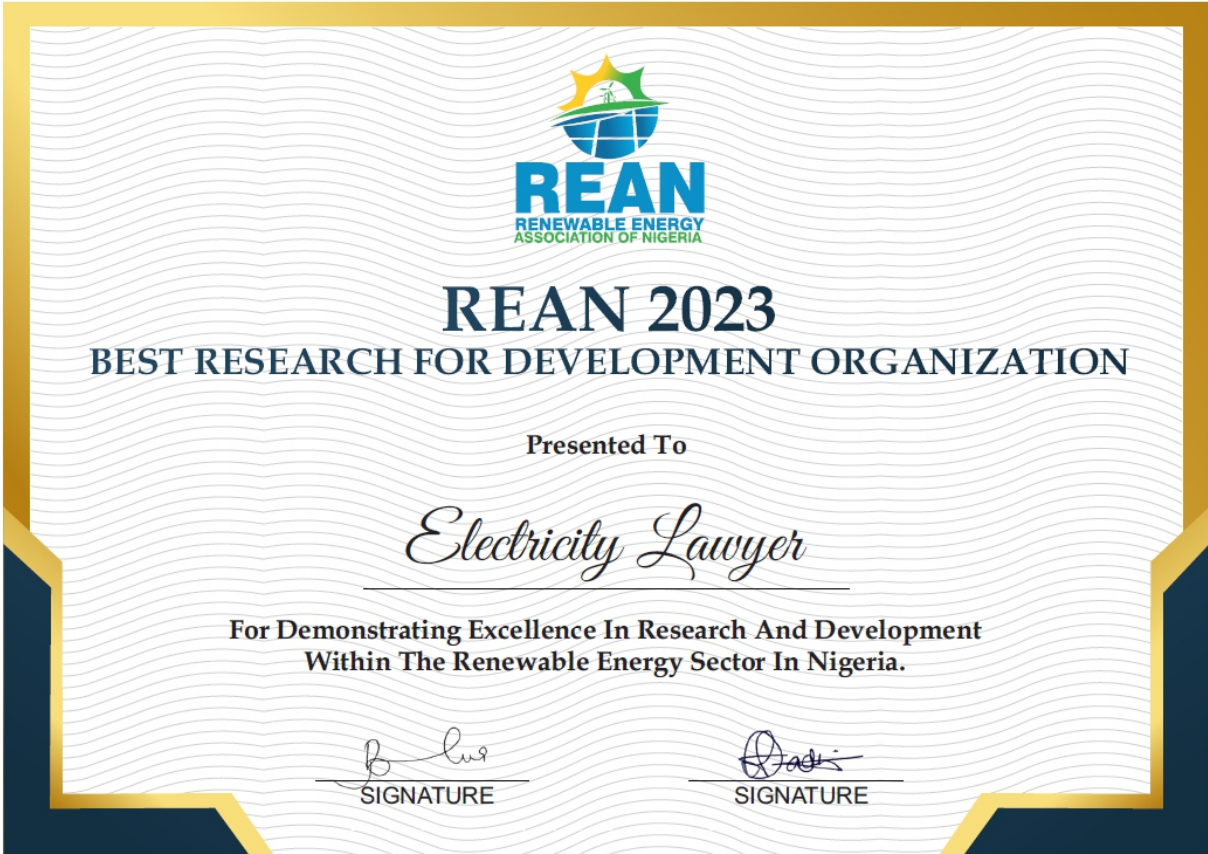 REAN
RENEWABLE ENERGY
ASSOCIATION OF NIGERIA
REAN 2023
BEST RESEARCH FOR DEVELOPMENT ORGANIZATION
Presented To
Electricity Lawyer
For Demonstrating Excellence In Research And Development
Within The Renewable Energy Sector In Nigeria.
SIGNATURE
SIGNATURE